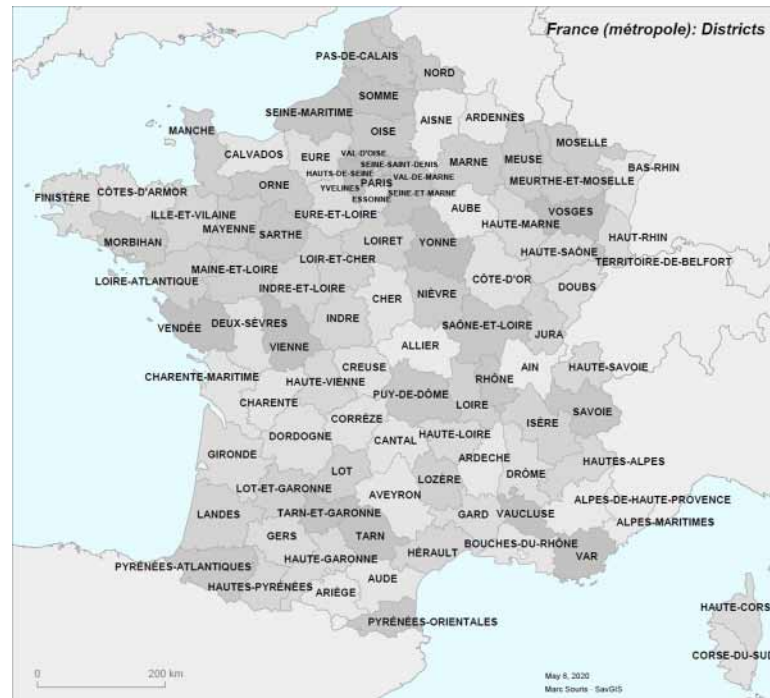 France (métropole): Districts
PAS-DE-CALAIS
NORD
SOMME
SEINE-MARITIME
AISNE
ARDENNES
OISE
MANCHE
CALVADOS
EURE
VAL-D'OISE
SEINE-SAINT-DENIS
HAUTS-DE-SEINE
PARIS
VAL-DE-MARNE
YVELINES
SEINE-ET-MARNE
ESSONNE
MARNE
MEUSE
MOSELLE
MEURTHE-ET-MOSELLE
BAS-RHIN
FINISTÈRE
CÔTES-D'ARMOR
ORNE
ILLE-ET-VILAINE
MAYENNE
EURE-ET-LOIRE
AUBE
HAUTE-MARNE
VOSGES
MORBIHAN
SARTHE
LOIRET
YONNE
HAUT-RHIN
HAUTE-SAÔNE
TERRITOIRE-DE-BELFORT
LOIRE-ATLANTIQUE
MAINE-ET-LOIRE
LOIR-ET-CHER
INDRE-ET-LOIRE
CHER
NIÈVRE
CÔTE-D'OR
DOUBS
VENDÉE
DEUX-SÈVRES
VIENNE
INDRE
SAÔNE-ET-LOIRE
JURA
ALLIER
CHARENTE-MARITIME
HAUTE-VIENNE
CREUSE
PUY-DE-DÔME
RHÔNE
AIN
HAUTE-SAVOIE
CHARENTE
CORRÈZE
LOIRE
SAVOIE
ISÈRE
DORDOGNE
CANTAL
HAUTE-LOIRE
GIRONDE
ARDECHE
DRÔME
HAUTES-ALPES
LOT
LOZÈRE
LOT-ET-GARONNE
AVEYRON
LANDES
TARN-ET-GARONNE
GARD
VAUCLUSE
ALPES-DE-HAUTE-PROVENCE
ALPES-MARITIMES
GERS
TARN
HAUTE-GARONNE
HÉRAULT
BOUCHES-DU-RHÔNE
VAR
PYRÉNÉES-ATLANTIQUES
HAUTES-PYRÉNÉES
ARIÈGE
AUDE
PYRÉNÉES-ORIENTALES
HAUTE-CORS
CORSE-DU-SUD
0 200 km
May 8, 2020
Marc Souris - SavGIS